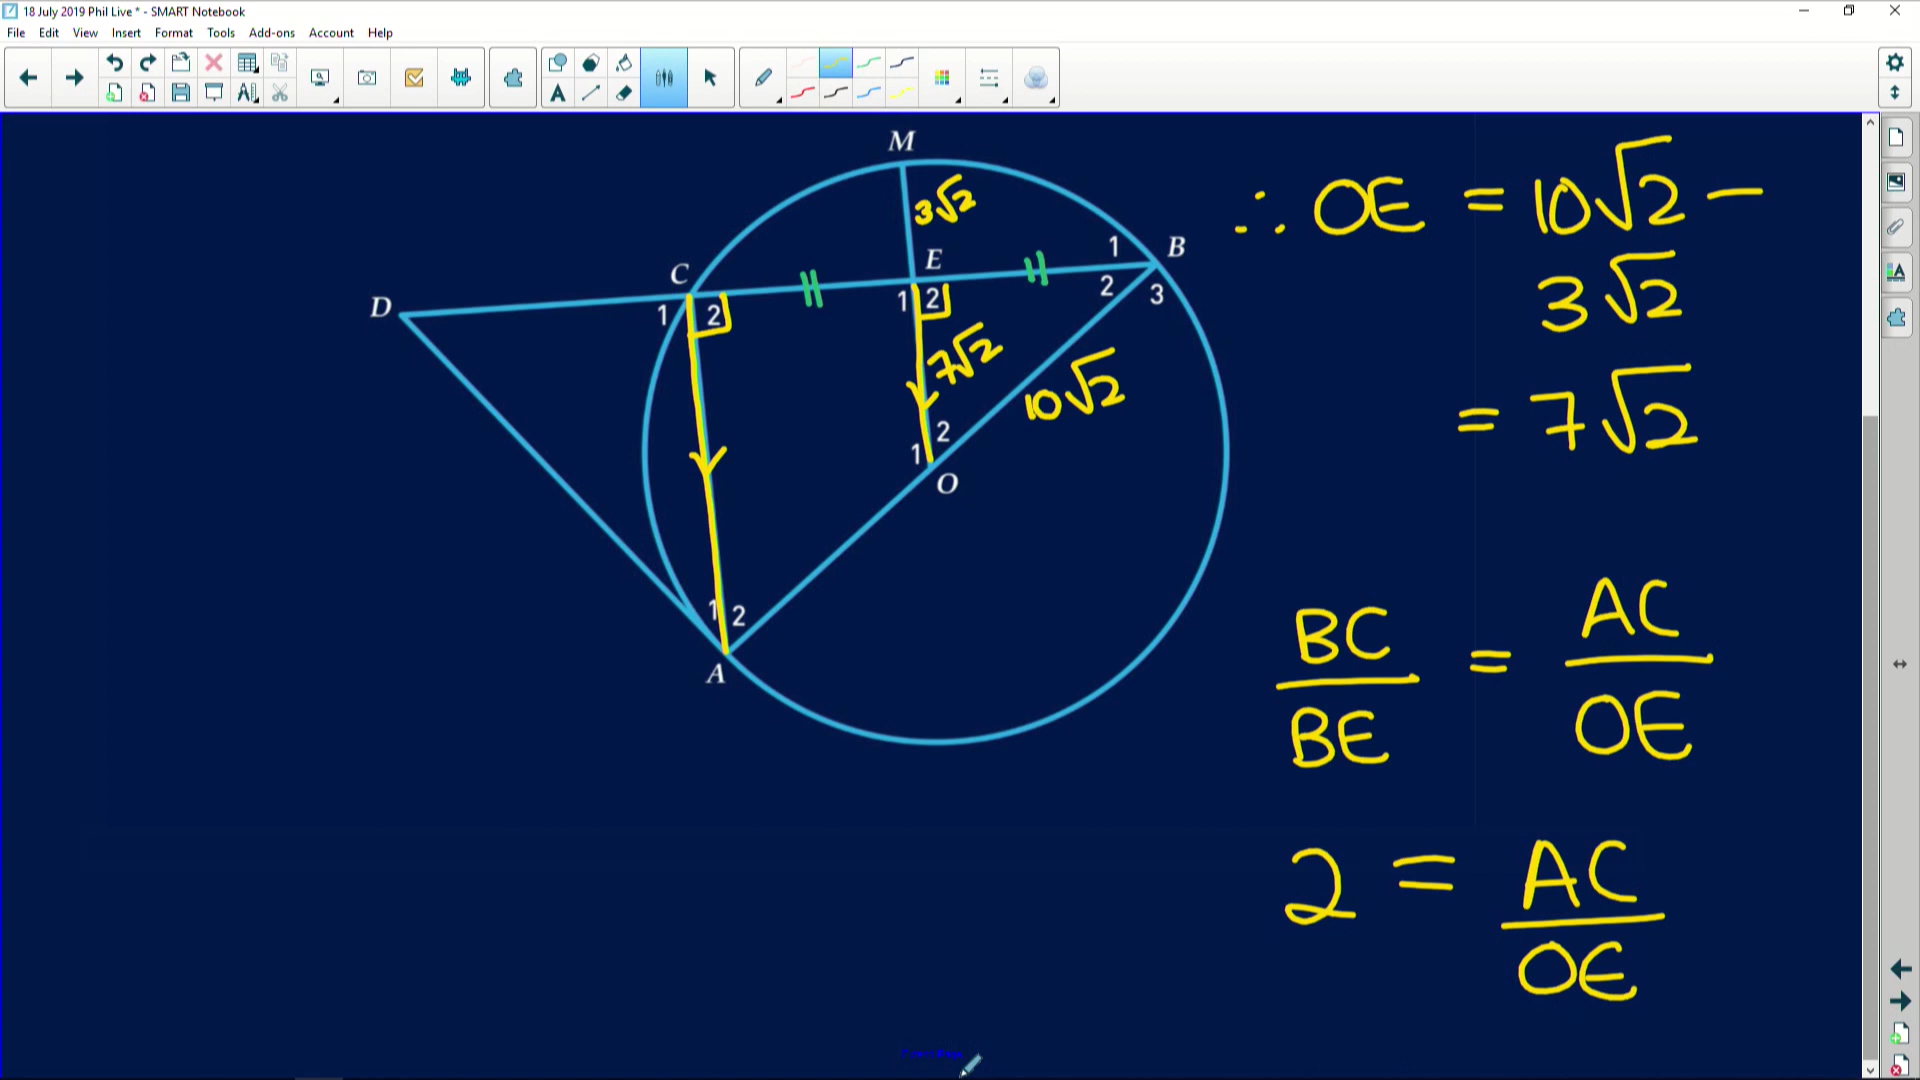 18 July 2019 Phil Live * - SMART Notebook
File Edit View Insert Format Tools Add-ons Account Help
M
3√2
∴ OE = 10√2 -
3√2
= 7√2
C
E
1
B
D
1
2
1
2
2
3
7√2
10√2
2
1
O
1
2
A
BC/BE = AC/OE
2 = AC/OE